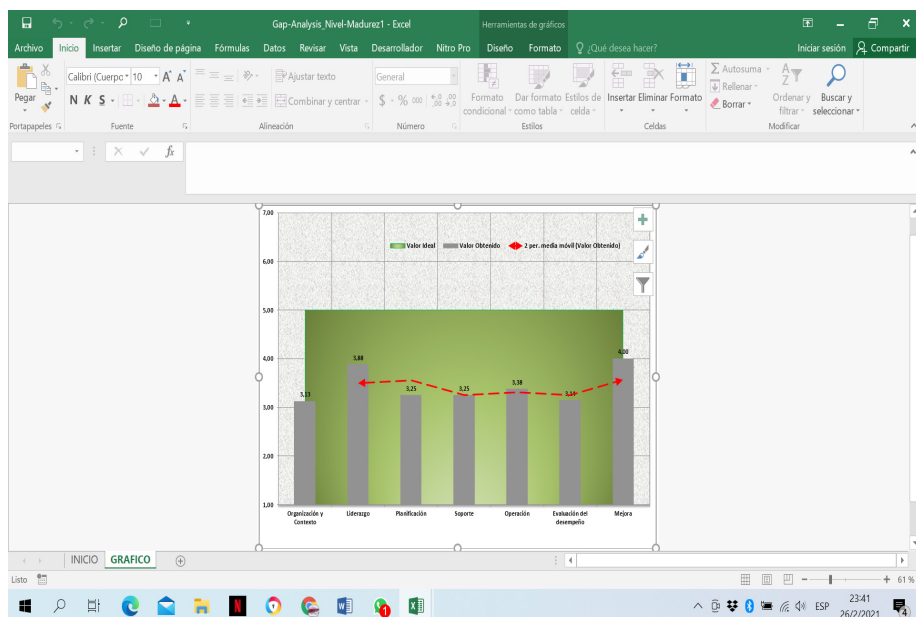 Gap-Analysis_Nivel-Madurez1 - Excel
Herramientas de gráficos
Archivo Inicio Insertar Diseño de página Fórmulas Datos Revisar Vista Desarrollador Nitro Pro Diseño Formato ¿Qué desea hacer? Iniciar sesión Compartir
Calibri (Cuerpo 10 A A Ajustar texto General Autosuma
Rellenar
Pegar N K S A Combinar y centrar $ % 000 Formato condicional Dar formato como tabla Estilos de celda Insertar Eliminar Formato Borrar Ordenar y filtrar Buscar y seleccionar
Portapapeles Fuente Alineación Número Estilos Celdas Modificar
fx
7,00
Valor Ideal Valor Obtenido 2 per. media móvil (Valor Obtenido)
6,00
5,00
4,00
3,00
2,00
1,00
3,13 3,88 3,25 3,25 3,38 4,00
Organización y Contexto Liderazgo Planificación Soporte Operación Evaluación del desempeño Mejora
INICIO GRAFICO
Listo 61 %
ESP 23:41
26/2/2021